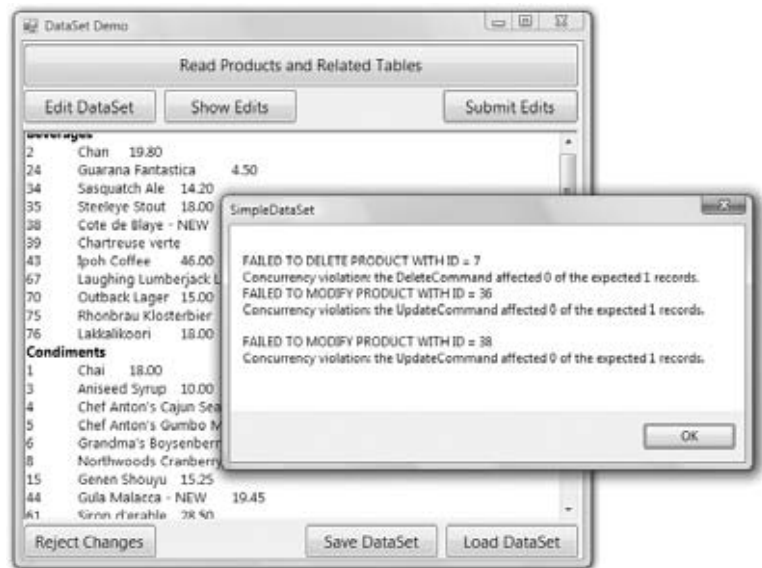 DataSet Demo
Read Products and Related Tables
Edit DataSet Show Edits Submit Edits
Beverages
2 Chan 19.80
24 Guarana Fantastica 4.50
34 Sasquatch Ale 14.20
35 Steeleye Stout 18.00
38 Cote de Blaye - NEW
39 Chartreuse verte
43 Ipoh Coffee 46.00
67 Laughing Lumberjack L
70 Outback Lager 15.00
75 Rhonbrau Klosterbier
76 Lakkalikoori 18.00
Condiments
1 Chai 18.00
3 Aniseed Syrup 10.00
4 Chef Anton's Cajun Sea
5 Chef Anton's Gumbo M
6 Grandma's Boysenberr
8 Northwoods Cranberry
15 Genen Shouyu 15.25
44 Gula Malacca - NEW 19.45
61 Sirop d'erable 28.50
Reject Changes Save DataSet Load DataSet
SimpleDataSet
FAILED TO DELETE PRODUCT WITH ID = 7
Concurrency violation: the DeleteCommand affected 0 of the expected 1 records.
FAILED TO MODIFY PRODUCT WITH ID = 36
Concurrency violation: the UpdateCommand affected 0 of the expected 1 records.
FAILED TO MODIFY PRODUCT WITH ID = 38
Concurrency violation: the UpdateCommand affected 0 of the expected 1 records.
OK